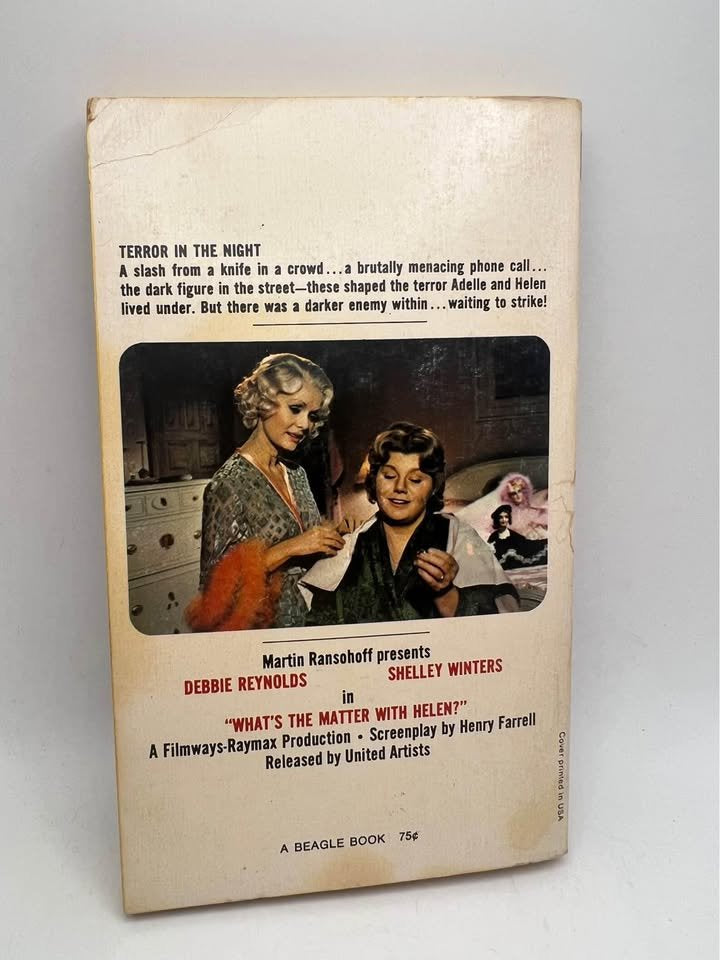 TERROR IN THE NIGHT
A slash from a knife in a crowd...a brutally menacing phone call...
the dark figure in the street—these shaped the terror Adelle and Helen
lived under. But there was a darker enemy within...waiting to strike!
Martin Ransohoff presents
DEBBIE REYNOLDS SHELLEY WINTERS
in
"WHAT'S THE MATTER WITH HELEN?"
A Filmways-Raymax Production • Screenplay by Henry Farrell
Released by United Artists
Cover printed in USA
A BEAGLE BOOK 75¢